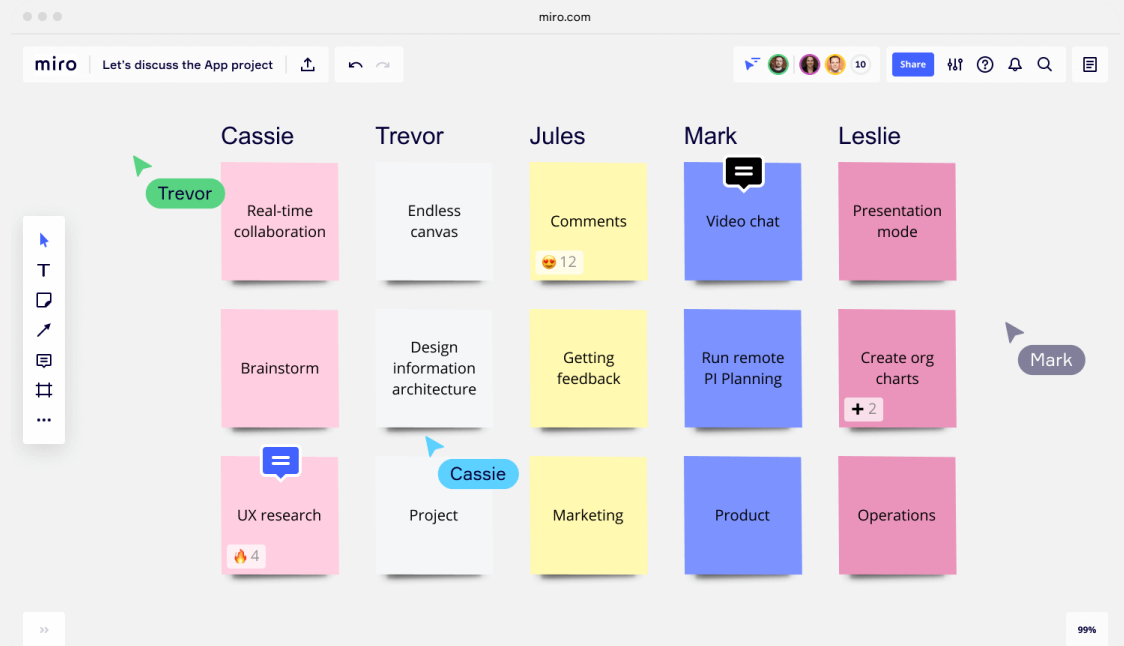 miro.com
miro
Let's discuss the App project
10
Share
Cassie
Trevor
Jules
Mark
Leslie
Trevor
Real-time
collaboration
Endless
canvas
Comments
12
Video chat
Presentation
mode
Brainstorm
Design
information
architecture
Getting
feedback
Run remote
PI Planning
Create org
charts
2
Mark
Cassie
UX research
4
Project
Marketing
Product
Operations
99%